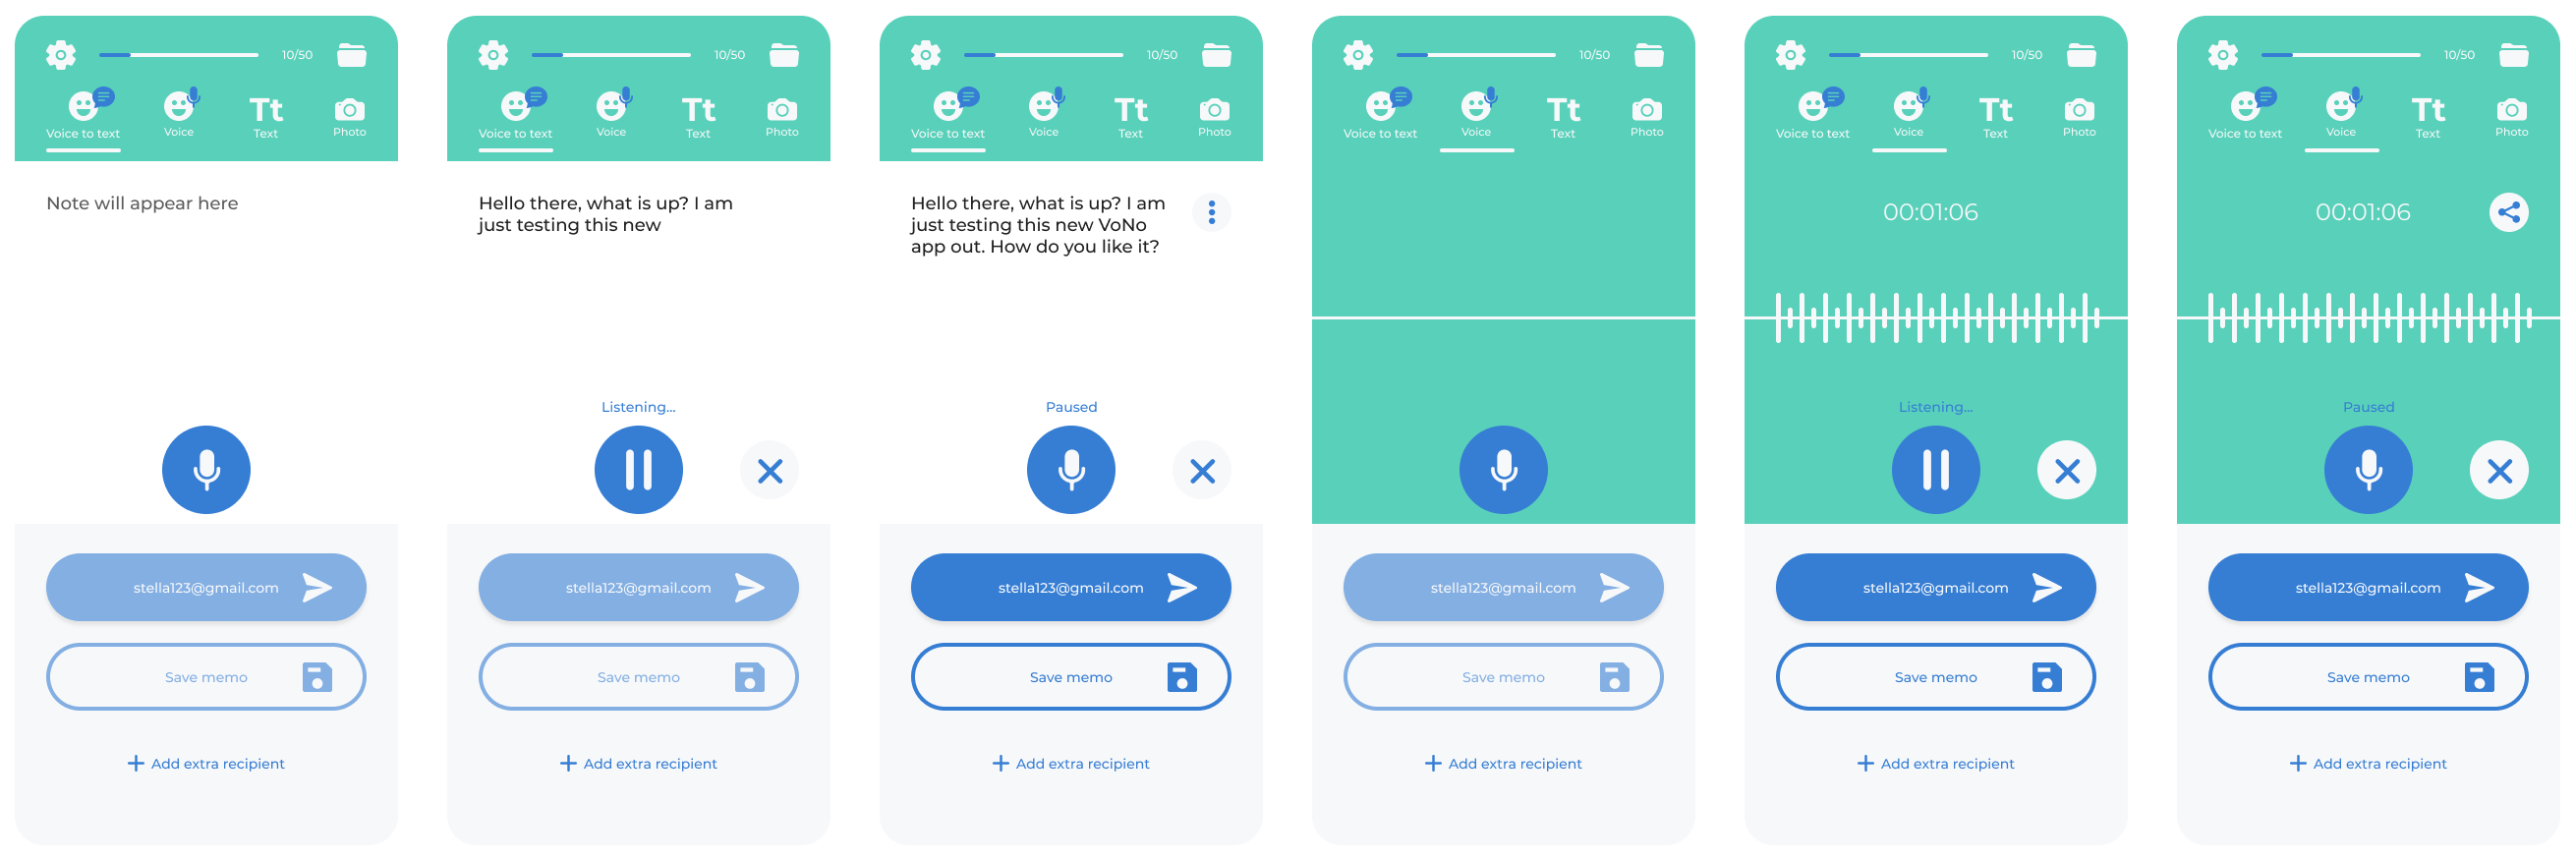 10/50
Voice to text
Voice
Tt
Text
Photo
Note will appear here
stella123@gmail.com
Save memo
Add extra recipient
10/50
Voice to text
Voice
Tt
Text
Photo
Hello there, what is up? I am
just testing this new
Listening...
stella123@gmail.com
Save memo
Add extra recipient
10/50
Voice to text
Voice
Tt
Text
Photo
Hello there, what is up? I am
just testing this new VoNo
app out. How do you like it?
Paused
stella123@gmail.com
Save memo
Add extra recipient
10/50
Voice to text
Voice
Tt
Text
Photo
stella123@gmail.com
Save memo
Add extra recipient
10/50
Voice to text
Voice
Tt
Text
Photo
00:01:06
Listening...
stella123@gmail.com
Save memo
Add extra recipient
10/50
Voice to text
Voice
Tt
Text
Photo
00:01:06
Paused
stella123@gmail.com
Save memo
Add extra recipient